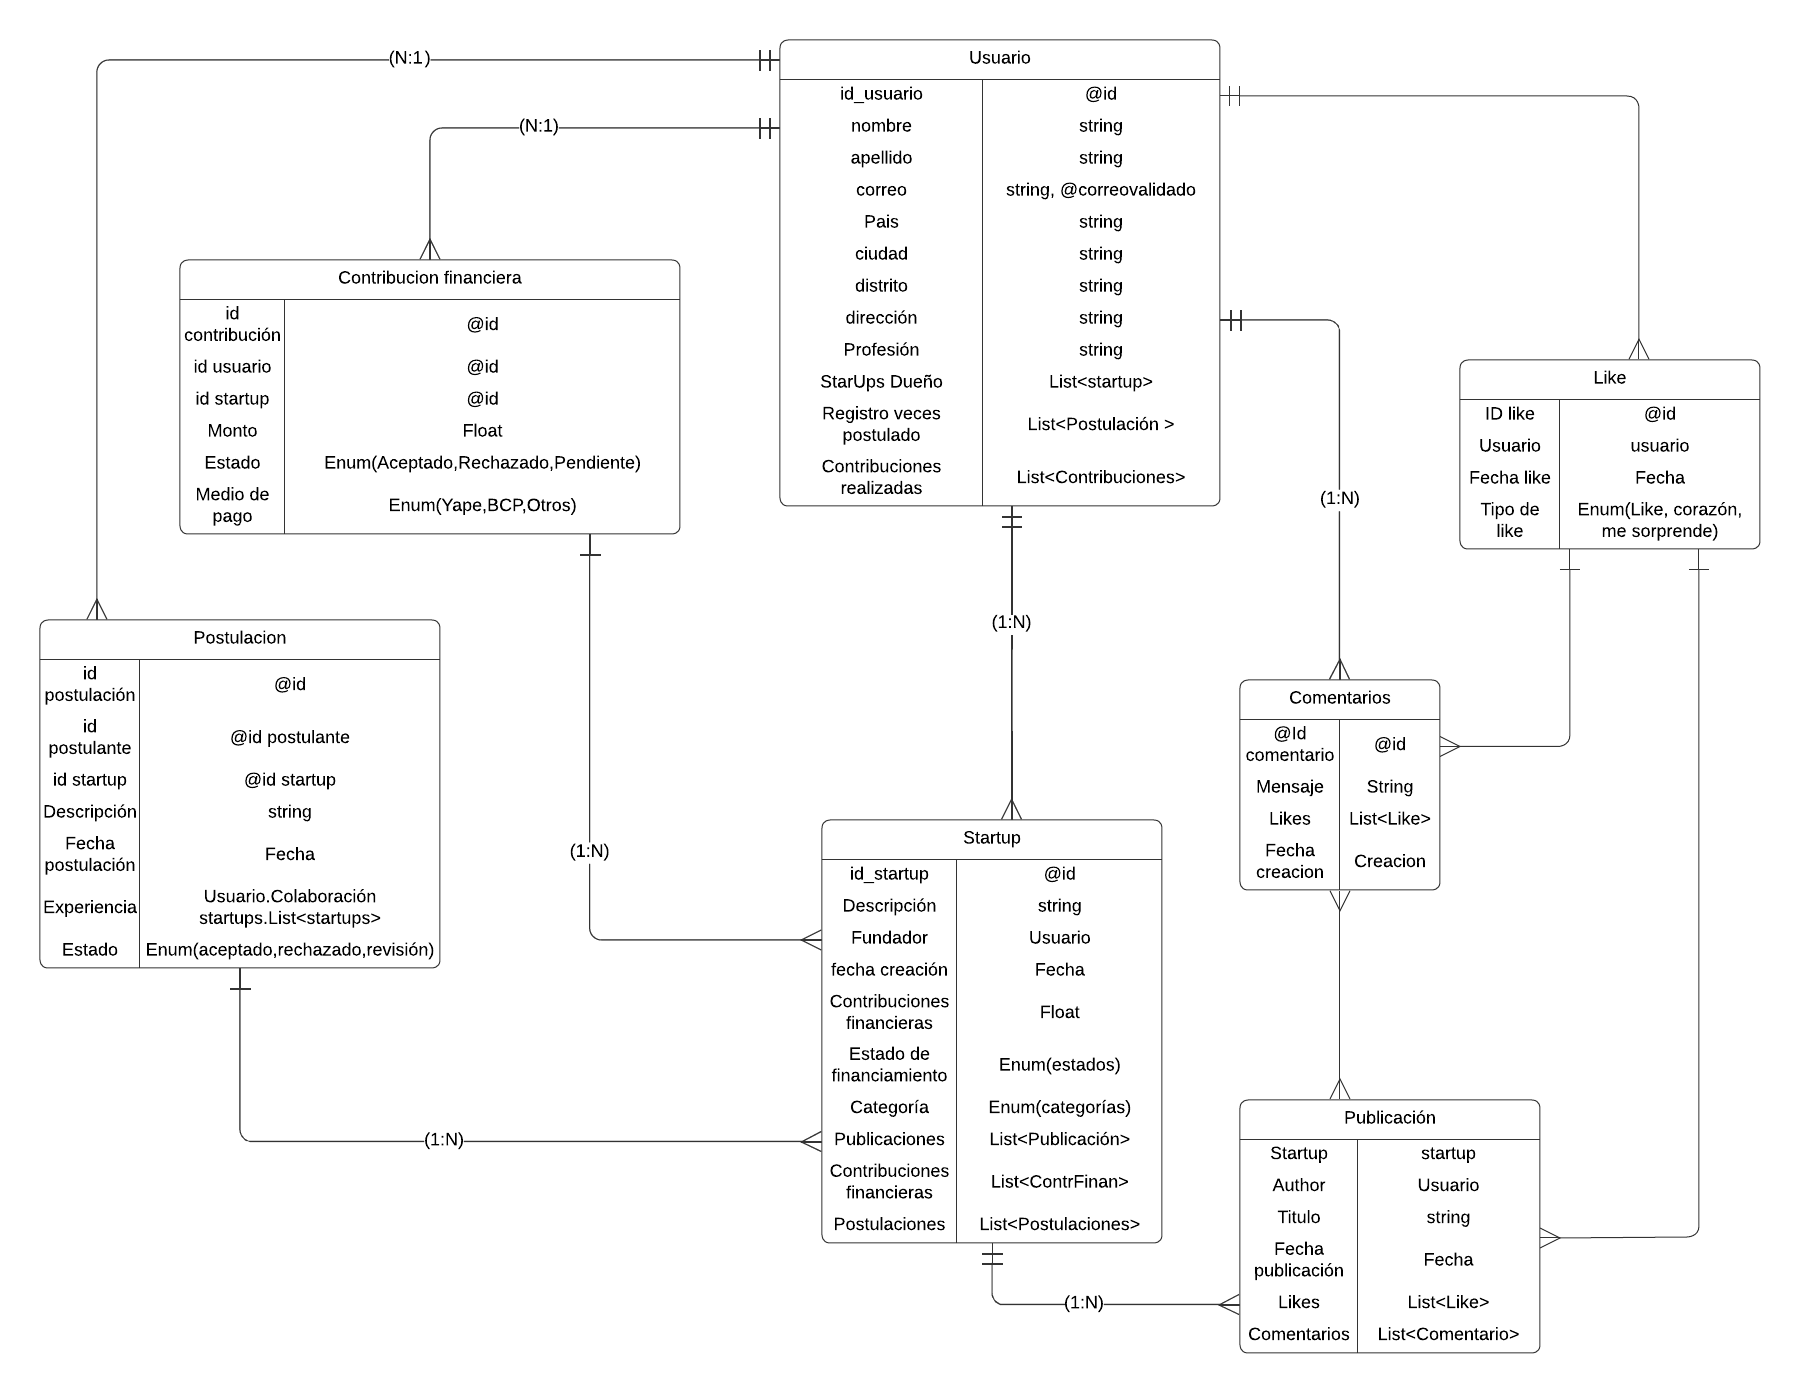 (N:1)
(N:1)
Usuario
id_usuario
@id
nombre
string
apellido
string
correo
string, @correovalidado
Pais
string
ciudad
string
distrito
string
dirección
string
Profesión
string
StarUps Dueño
List<startup>
Registro veces
postulado
List<Postulación >
Contribuciones
realizadas
List<Contribuciones>
Contribucion financiera
id
contribución
@id
id usuario
@id
id startup
@id
Monto
Float
Estado
Enum(Aceptado,Rechazado,Pendiente)
Medio de
pago
Enum(Yape,BCP,Otros)
Like
ID like
@id
Usuario
usuario
Fecha like
Fecha
Tipo de
like
Enum(Like, corazón,
me sorprende)
(1:N)
(1:N)
Postulacion
id
postulación
@id
id
postulante
@id postulante
id startup
@id startup
Descripción
string
Fecha
postulación
Fecha
Experiencia
Usuario.Colaboración
startups.List<startups>
Estado
Enum(aceptado,rechazado,revisión)
(1:N)
(1:N)
Comentarios
@Id
comentario
@id
Mensaje
String
Likes
List<Like>
Fecha
creacion
Creacion
Startup
id_startup
@id
Descripción
string
Fundador
Usuario
fecha creación
Fecha
Contribuciones
financieras
Float
Estado de
financiamiento
Enum(estados)
Categoría
Enum(categorías)
Publicaciones
List<Publicación>
Contribuciones
financieras
List<ContrFinan>
Postulaciones
List<Postulaciones>
(1:N)
Publicación
Startup
startup
Author
Usuario
Titulo
string
Fecha
publicación
Fecha
Likes
List<Like>
Comentarios
List<Comentario>